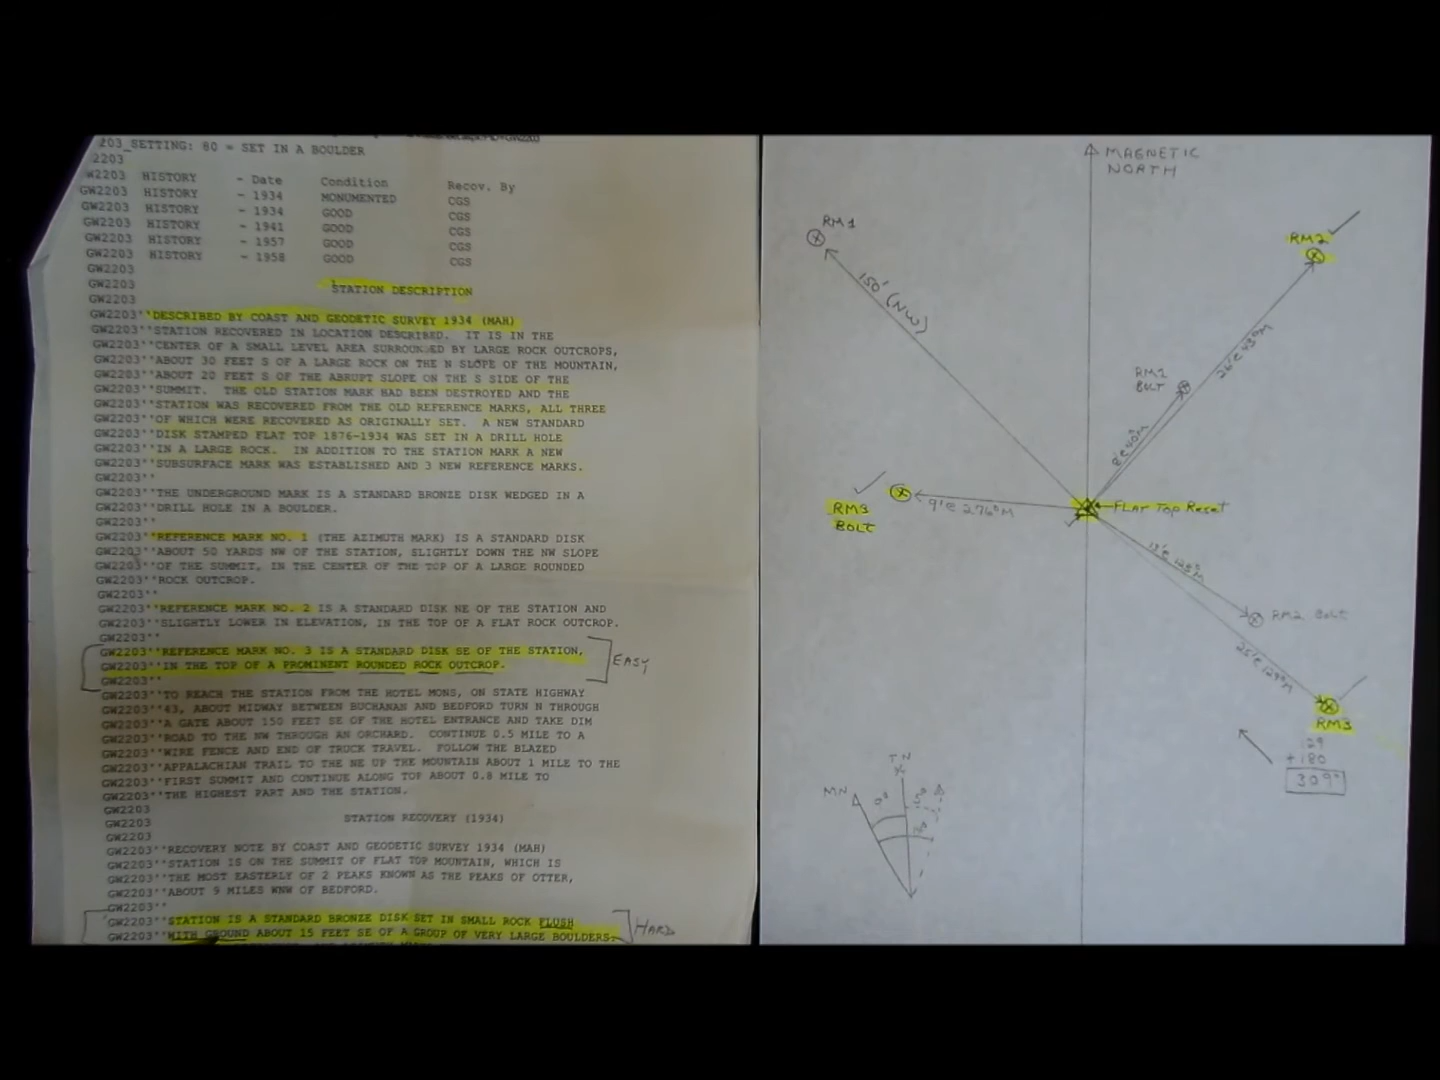 203_SETTING: 80 = SET IN A BOULDER
2203
W2203 HISTORY - Date Condition Recov. By
GW2203 HISTORY - 1934 MONUMENTED CGS
GW2203 HISTORY - 1934 GOOD CGS
GW2203 HISTORY - 1941 GOOD CGS
GW2203 HISTORY - 1957 GOOD CGS
GW2203 HISTORY - 1958 GOOD CGS
GW2203
GW2203 STATION DESCRIPTION
GW2203
GW2203''DESCRIBED BY COAST AND GEODETIC SURVEY 1934 (MAH)
GW2203''STATION RECOVERED IN LOCATION DESCRIBED. IT IS IN THE
GW2203''CENTER OF A SMALL LEVEL AREA SURROUNDED BY LARGE ROCK OUTCROPS,
GW2203''ABOUT 30 FEET S OF A LARGE ROCK ON THE N SLOPE OF THE MOUNTAIN,
GW2203''ABOUT 20 FEET S OF THE ABRUPT SLOPE ON THE S SIDE OF THE
GW2203''SUMMIT. THE OLD STATION MARK HAD BEEN DESTROYED AND THE
GW2203''STATION WAS RECOVERED FROM THE OLD REFERENCE MARKS, ALL THREE
GW2203''OF WHICH WERE RECOVERED AS ORIGINALLY SET. A NEW STANDARD
GW2203''DISK STAMPED FLAT TOP 1876-1934 WAS SET IN A DRILL HOLE
GW2203''IN A LARGE ROCK. IN ADDITION TO THE STATION MARK A NEW
GW2203''SUBSURFACE MARK WAS ESTABLISHED AND 3 NEW REFERENCE MARKS.
GW2203''
GW2203''THE UNDERGROUND MARK IS A STANDARD BRONZE DISK WEDGED IN A
GW2203''DRILL HOLE IN A BOULDER.
GW2203''
GW2203''REFERENCE MARK NO. 1 (THE AZIMUTH MARK) IS A STANDARD DISK
GW2203''ABOUT 50 YARDS NW OF THE STATION, SLIGHTLY DOWN THE NW SLOPE
GW2203''OF THE SUMMIT, IN THE CENTER OF THE TOP OF A LARGE ROUNDED
GW2203''ROCK OUTCROP.
GW2203''
GW2203''REFERENCE MARK NO. 2 IS A STANDARD DISK NE OF THE STATION AND
GW2203''SLIGHTLY LOWER IN ELEVATION, IN THE TOP OF A FLAT ROCK OUTCROP.
GW2203''
GW2203''REFERENCE MARK NO. 3 IS A STANDARD DISK SE OF THE STATION,
GW2203''IN THE TOP OF A PROMINENT ROUNDED ROCK OUTCROP.
EASY
GW2203''
GW2203''TO REACH THE STATION FROM THE HOTEL MONS, ON STATE HIGHWAY
GW2203''43, ABOUT MIDWAY BETWEEN BUCHANAN AND BEDFORD TURN N THROUGH
GW2203''A GATE ABOUT 150 FEET SE OF THE HOTEL ENTRANCE AND TAKE DIM
GW2203''ROAD TO THE NW THROUGH AN ORCHARD. CONTINUE 0.5 MILE TO A
GW2203''WIRE FENCE AND END OF TRUCK TRAVEL. FOLLOW THE BLAZED
GW2203''APPALACHIAN TRAIL TO THE NE UP THE MOUNTAIN ABOUT 1 MILE TO THE
GW2203''FIRST SUMMIT AND CONTINUE ALONG TOP ABOUT 0.8 MILE TO
GW2203''THE HIGHEST PART AND THE STATION.
GW2203
GW2203 STATION RECOVERY (1934)
GW2203
GW2203''RECOVERY NOTE BY COAST AND GEODETIC SURVEY 1934 (MAH)
GW2203''STATION IS ON THE SUMMIT OF FLAT TOP MOUNTAIN, WHICH IS
GW2203''THE MOST EASTERLY OF 2 PEAKS KNOWN AS THE PEAKS OF OTTER,
GW2203''ABOUT 9 MILES WNW OF BEDFORD.
GW2203''
GW2203''STATION IS A STANDARD BRONZE DISK SET IN SMALL ROCK FLUSH
GW2203''WITH GROUND ABOUT 15 FEET SE OF A GROUP OF VERY LARGE BOULDERS.
HARD
MAGNETIC
NORTH
RM1
150' (NW)
RM2
26'@ 43°M
RM1
BOLT
8'@ 40°M
RM3
BOLT
9'@ 276°M
FLAT TOP RESET
13'@ 125°M
RM2 BOLT
25'@ 129°M
RM3
129
+180
309°
MN
TN